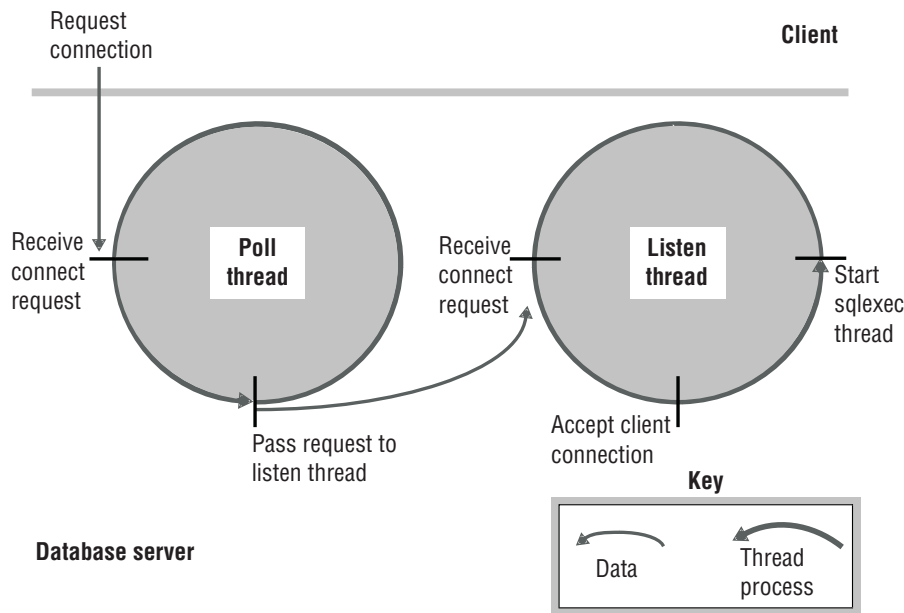 Request
connection
Client
Receive
connect
request
Poll
thread
Receive
connect
request
Listen
thread
Start
sqlexec
thread
Pass request to
listen thread
Accept client
connection
Key
Database server
Data
Thread
process